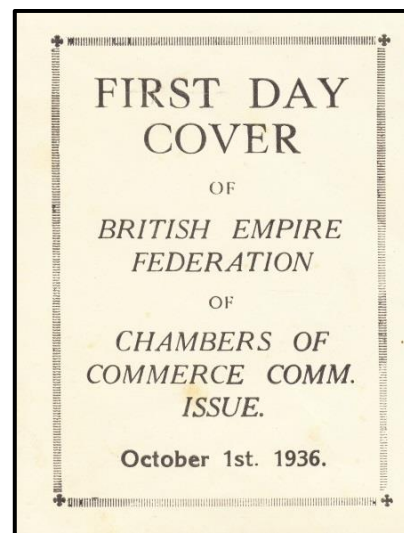 FIRST DAY
COVER
OF
BRITISH EMPIRE
FEDERATION
OF
CHAMBERS OF
COMMERCE COMM.
ISSUE.
October 1st. 1936.